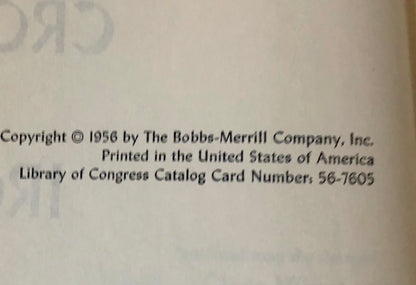 Copyright © 1956 by The Bobbs-Merrill Company, Inc.
Printed in the United States of America
Library of Congress Catalog Card Number: 56-7605